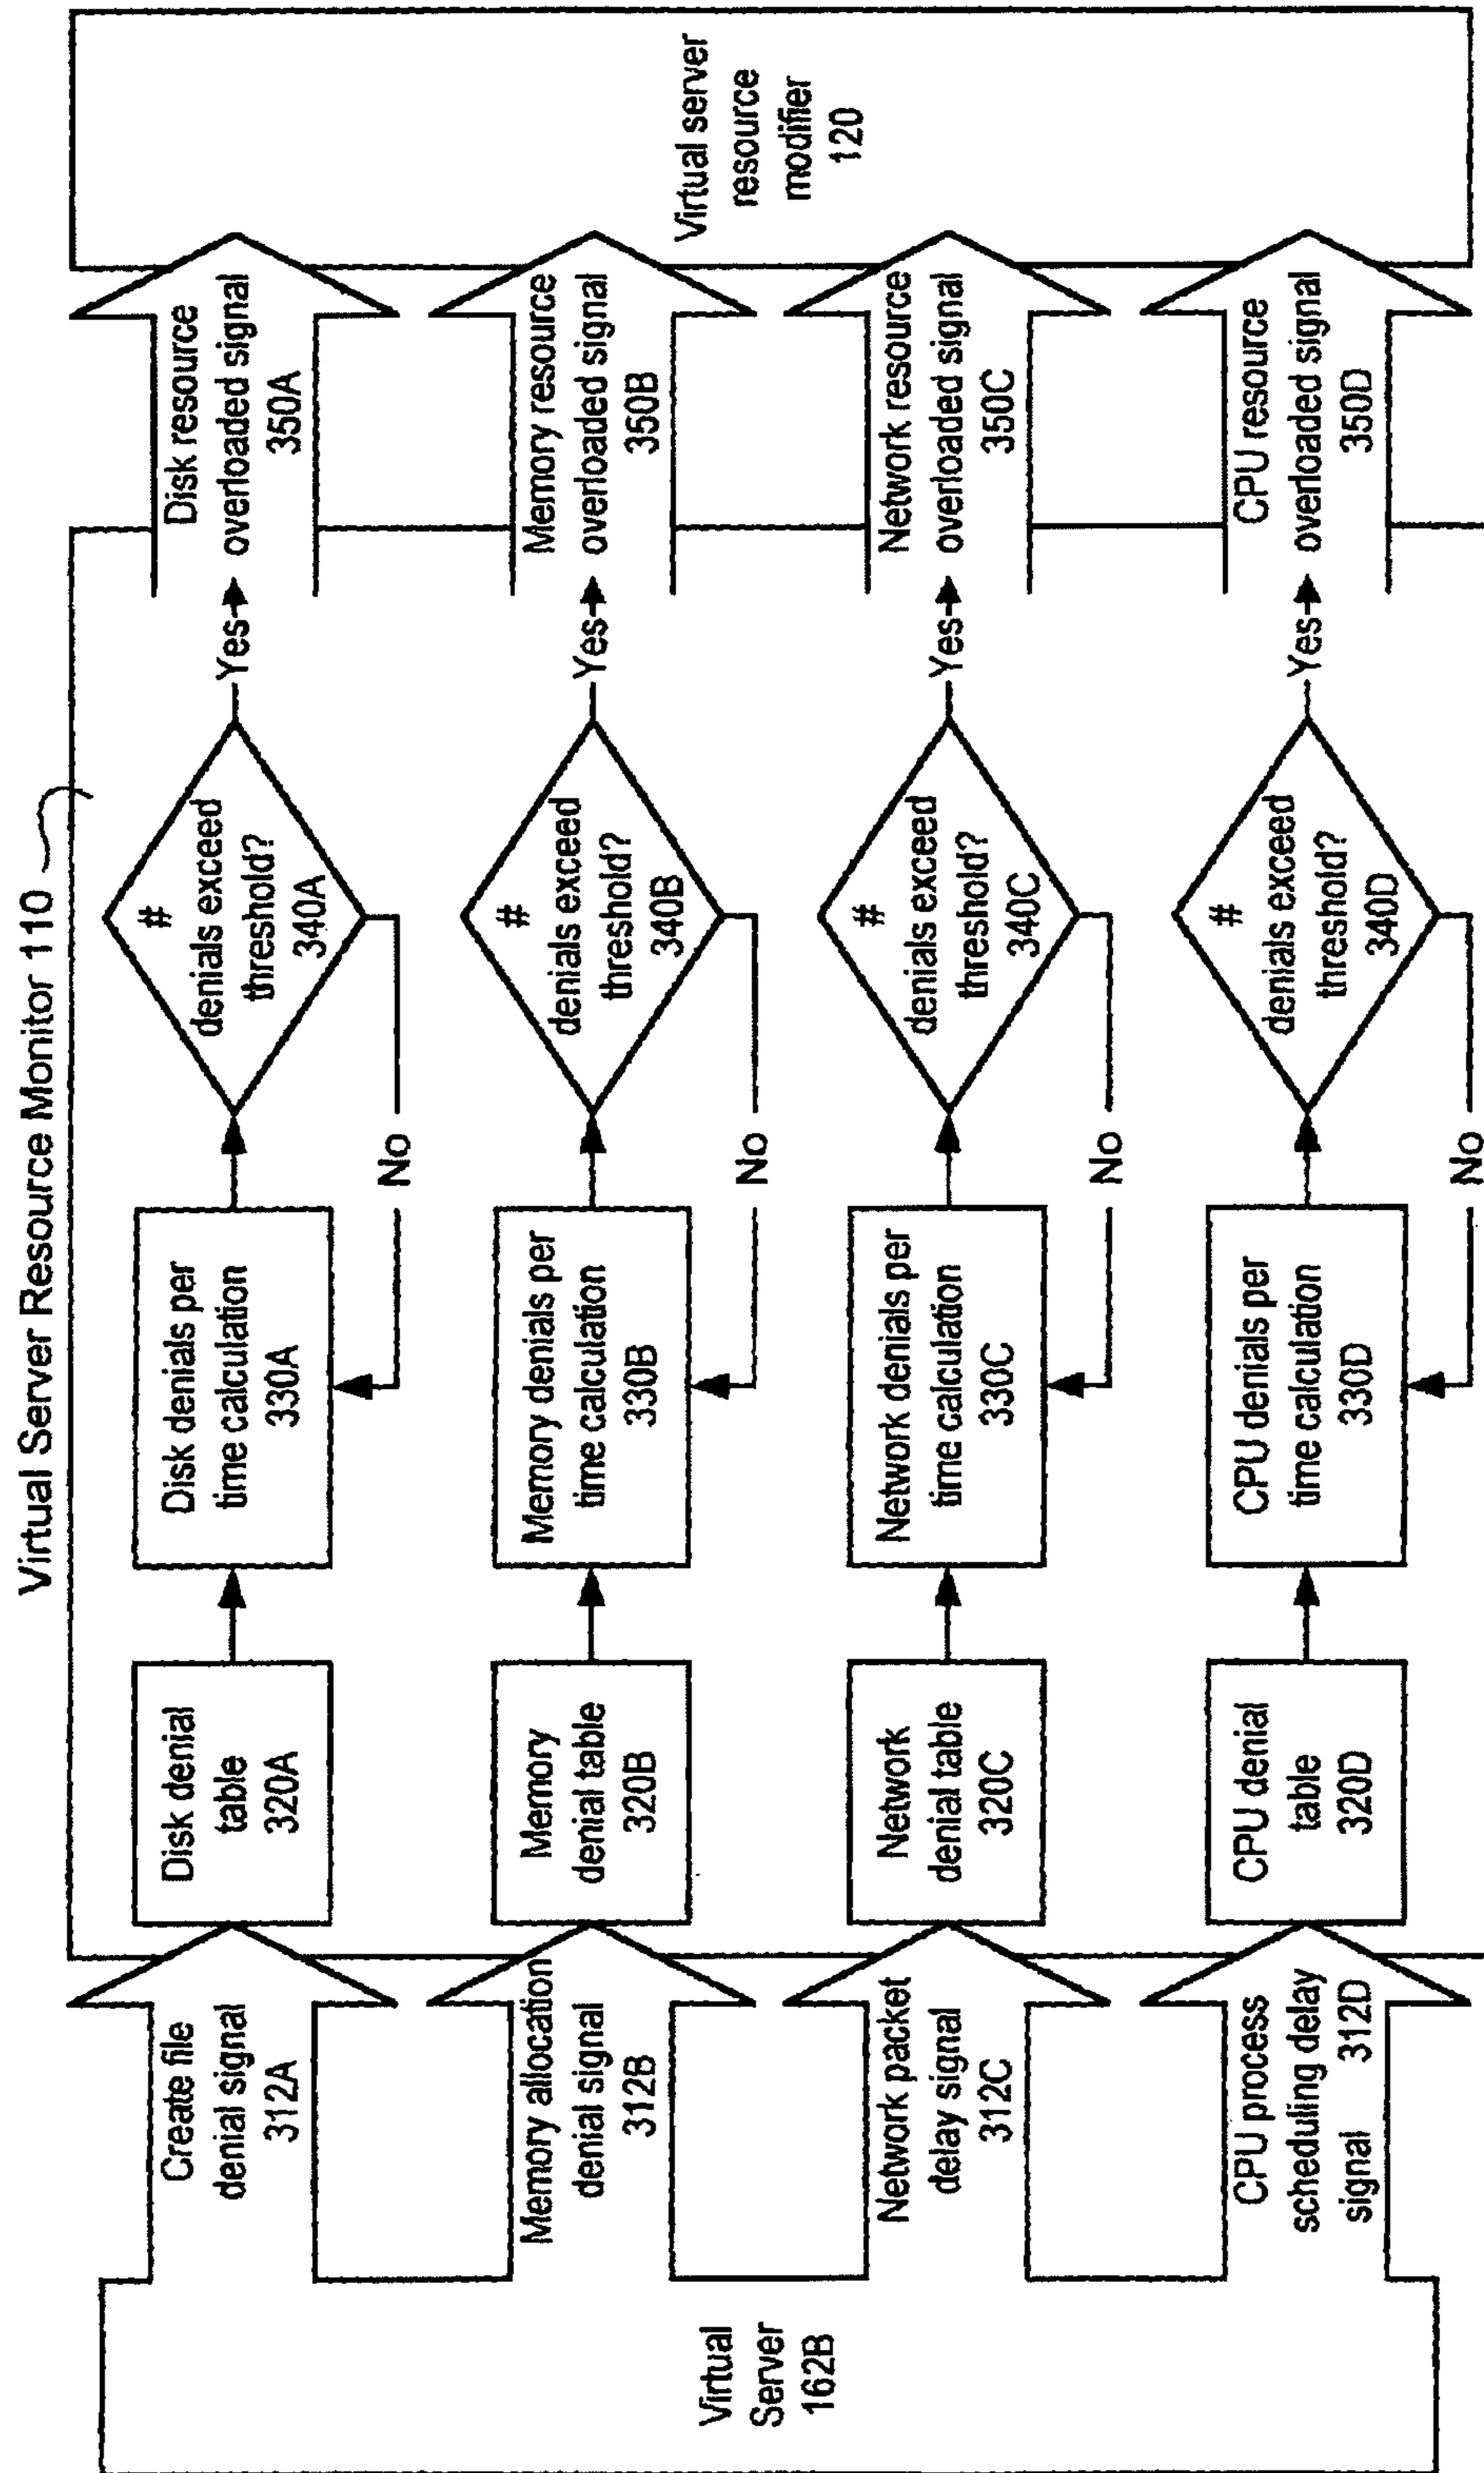 Virtual Server Resource Monitor 110
Virtual
Server
162B
Create file
denial signal
312A
Disk denial
table
320A
Disk denials per
time calculation
330A
#
denials exceed
threshold?
340A
No
Yes
Disk resource
overloaded signal
350A
Memory allocation
denial signal
312B
Memory
denial table
320B
Memory denials per
time calculation
330B
#
denials exceed
threshold?
340B
No
Yes
Memory resource
overloaded signal
350B
Network packet
delay signal
312C
Network
denial table
320C
Network denials per
time calculation
330C
#
denials exceed
threshold?
340C
No
Yes
Network resource
overloaded signal
350C
CPU process
scheduling delay
signal 312D
CPU denial
table
320D
CPU denials per
time calculation
330D
#
denials exceed
threshold?
340D
No
Yes
CPU resource
overloaded signal
350D
Virtual server
resource
modifier
120